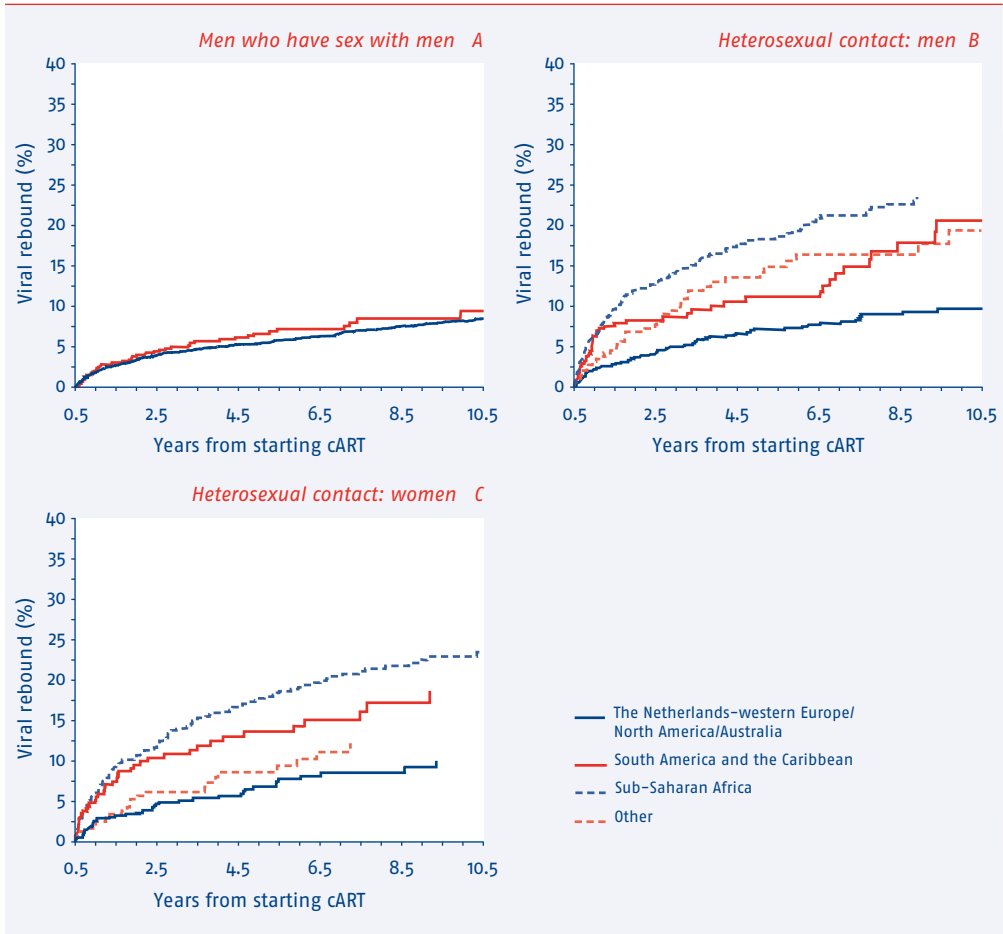 Men who have sex with men A
40
35
30
25
20
15
10
5
0
Viral rebound (%)
0.5 2.5 4.5 6.5 8.5 10.5
Years from starting cART
Heterosexual contact: men B
40
35
30
25
20
15
10
5
0
Viral rebound (%)
0.5 2.5 4.5 6.5 8.5 10.5
Years from starting cART
Heterosexual contact: women C
40
35
30
25
20
15
10
5
0
Viral rebound (%)
0.5 2.5 4.5 6.5 8.5 10.5
Years from starting cART
The Netherlands–western Europe/
North America/Australia
South America and the Caribbean
Sub-Saharan Africa
Other